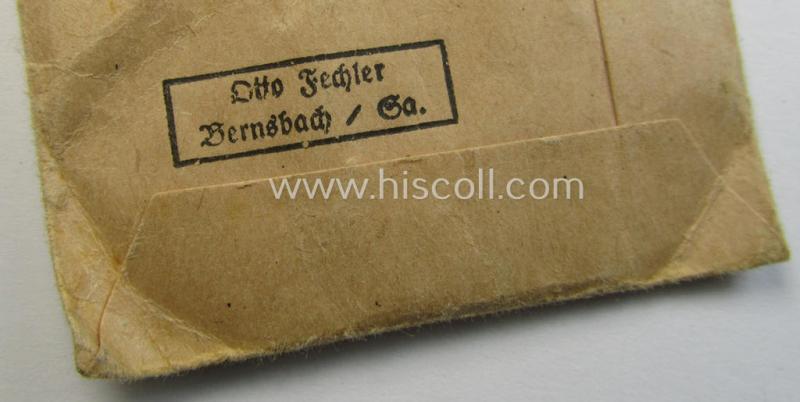 Otto Fechler
Bernsbach / Sa.
www.hiscoll.com